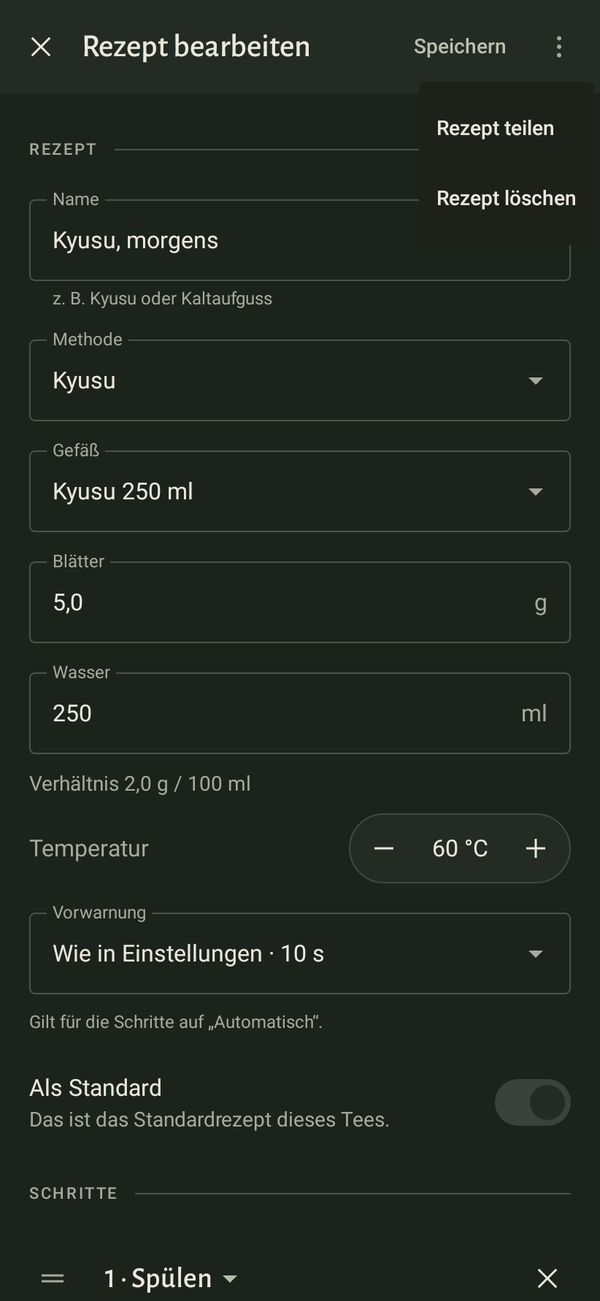 Rezept bearbeiten
Speichern
Rezept teilen
Rezept löschen
REZEPT
Name
Kyusu, morgens
z. B. Kyusu oder Kaltaufguss
Methode
Kyusu
Gefäß
Kyusu 250 ml
Blätter
5,0 g
Wasser
250 ml
Verhältnis 2,0 g / 100 ml
Temperatur
60 °C
Vorwarnung
Wie in Einstellungen · 10 s
Gilt für die Schritte auf „Automatisch“.
Als Standard
Das ist das Standardrezept dieses Tees.
SCHRITTE
1 · Spülen